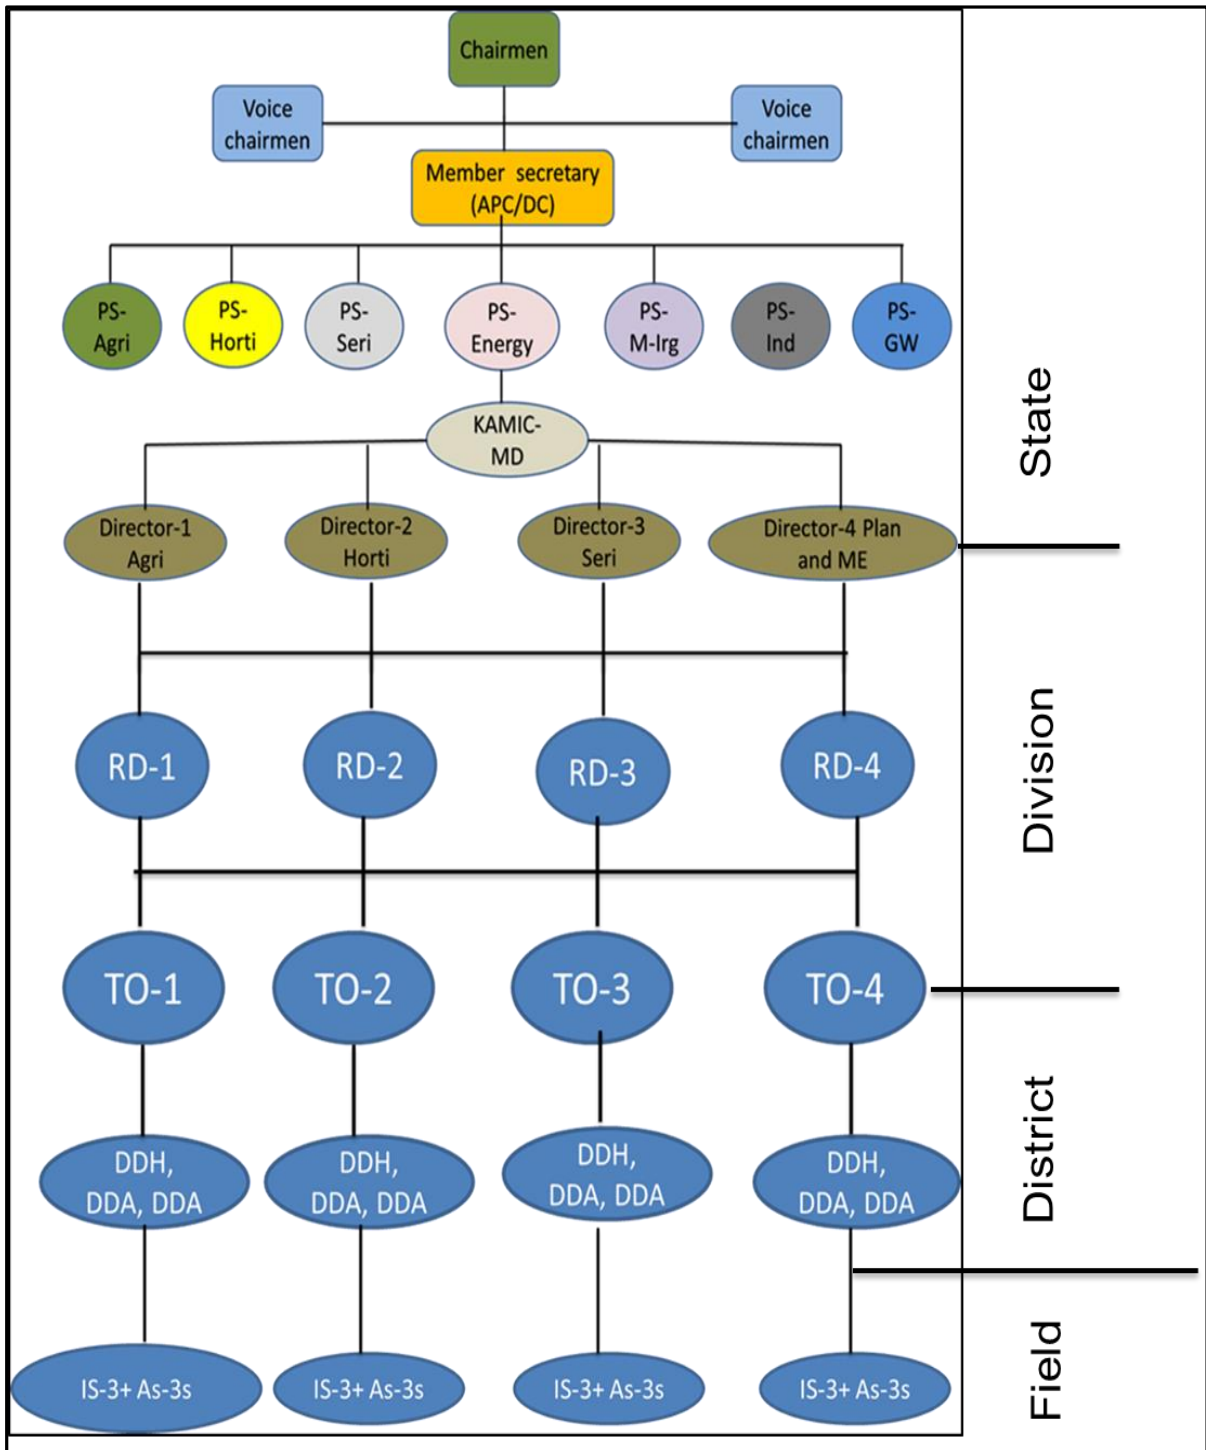 Chairmen
Voice
chairmen
Voice
chairmen
Member secretary
(APC/DC)
PS-
Agri
PS-
Horti
PS-
Seri
PS-
Energy
PS-
M-Irg
PS-
Ind
PS-
GW
KAMIC-
MD
Director-1
Agri
Director-2
Horti
Director-3
Seri
Director-4 Plan
and ME
State
RD-1
RD-2
RD-3
RD-4
Division
TO-1
TO-2
TO-3
TO-4
DDH,
DDA, DDA
DDH,
DDA, DDA
DDH,
DDA, DDA
DDH,
DDA, DDA
District
IS-3+ As-3s
IS-3+ As-3s
IS-3+ As-3s
IS-3+ As-3s
Field